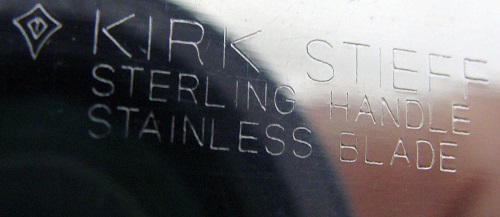 KIRK STIEFF
STERLING HANDLE
STAINLESS BLADE